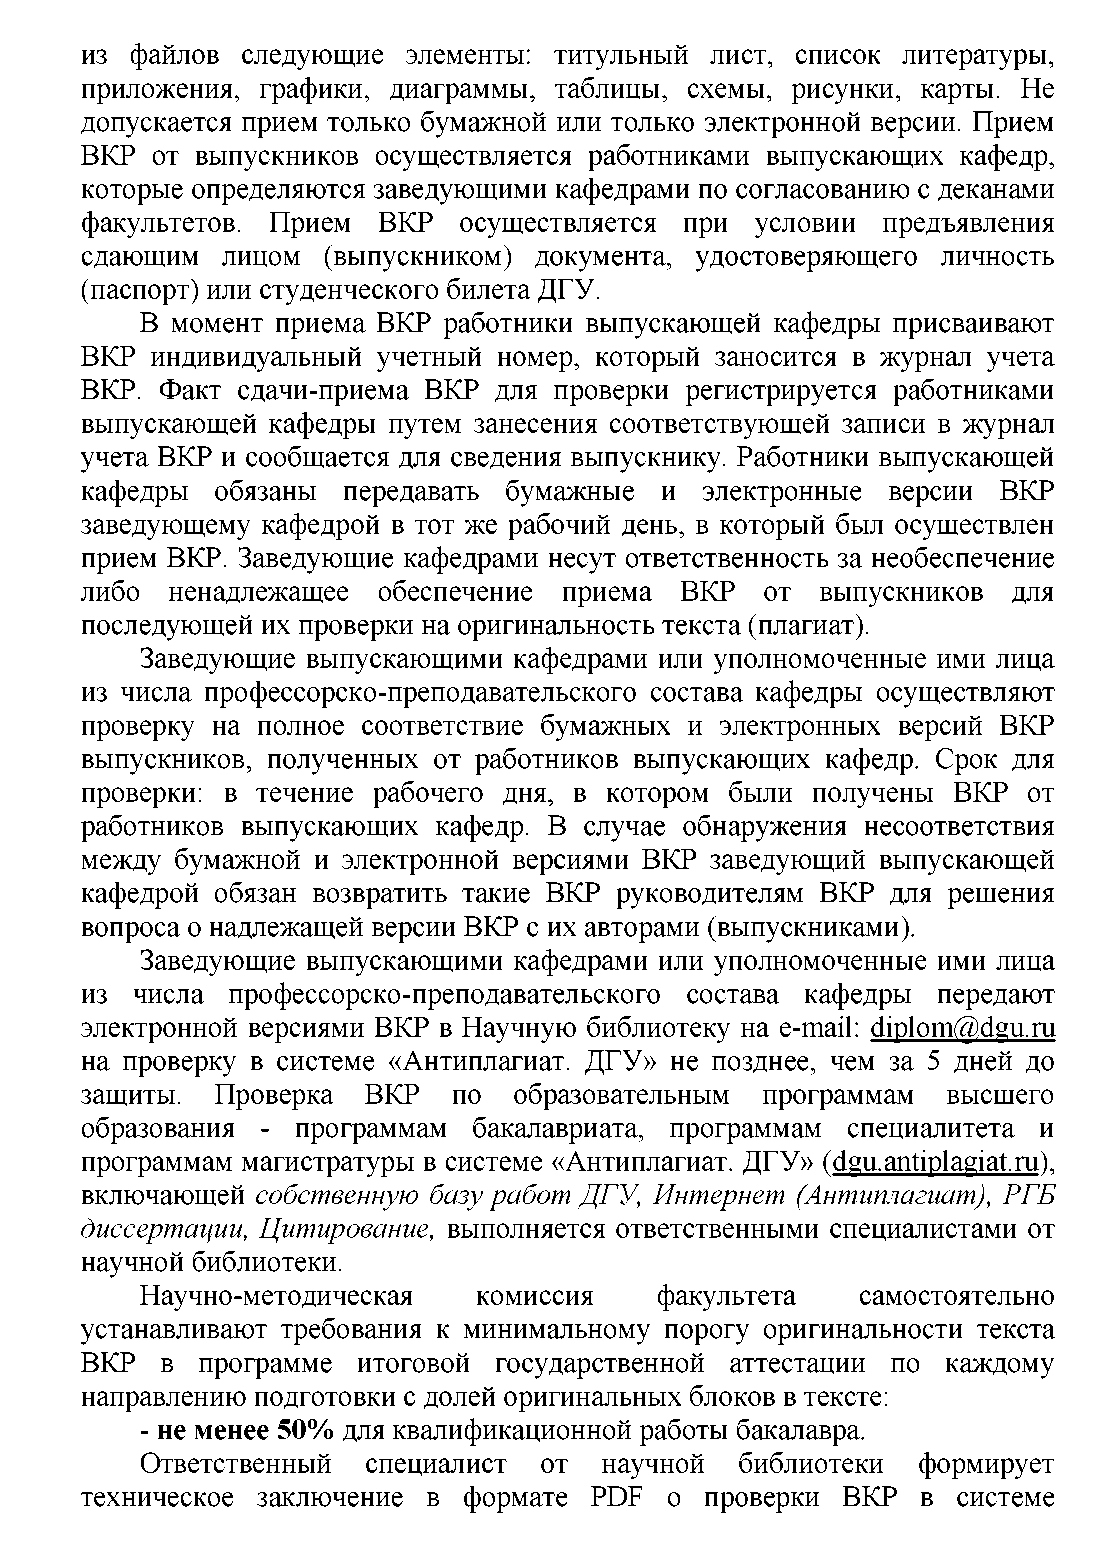 из файлов следующие элементы: титульный лист, список литературы,
приложения, графики, диаграммы, таблицы, схемы, рисунки, карты. Не
допускается прием только бумажной или только электронной версии. Прием
ВКР от выпускников осуществляется работниками выпускающих кафедр,
которые определяются заведующими кафедрами по согласованию с деканами
факультетов. Прием ВКР осуществляется при условии предъявления
сдающим лицом (выпускником) документа, удостоверяющего личность
(паспорт) или студенческого билета ДГУ.
В момент приема ВКР работники выпускающей кафедры присваивают
ВКР индивидуальный учетный номер, который заносится в журнал учета
ВКР. Факт сдачи-приема ВКР для проверки регистрируется работниками
выпускающей кафедры путем занесения соответствующей записи в журнал
учета ВКР и сообщается для сведения выпускнику. Работники выпускающей
кафедры обязаны передавать бумажные и электронные версии ВКР
заведующему кафедрой в тот же рабочий день, в который был осуществлен
прием ВКР. Заведующие кафедрами несут ответственность за необеспечение
либо ненадлежащее обеспечение приема ВКР от выпускников для
последующей их проверки на оригинальность текста (плагиат).
Заведующие выпускающими кафедрами или уполномоченные ими лица
из числа профессорско-преподавательского состава кафедры осуществляют
проверку на полное соответствие бумажных и электронных версий ВКР
выпускников, полученных от работников выпускающих кафедр. Срок для
проверки: в течение рабочего дня, в котором были получены ВКР от
работников выпускающих кафедр. В случае обнаружения несоответствия
между бумажной и электронной версиями ВКР заведующий выпускающей
кафедрой обязан возвратить такие ВКР руководителям ВКР для решения
вопроса о надлежащей версии ВКР с их авторами (выпускниками).
Заведующие выпускающими кафедрами или уполномоченные ими лица
из числа профессорско-преподавательского состава кафедры передают
электронной версиями ВКР в Научную библиотеку на e-mail: diplom@dgu.ru
на проверку в системе «Антиплагиат. ДГУ» не позднее, чем за 5 дней до
защиты. Проверка ВКР по образовательным программам высшего
образования - программам бакалавриата, программам специалитета и
программам магистратуры в системе «Антиплагиат. ДГУ» (dgu.antiplagiat.ru),
включающей собственную базу работ ДГУ, Интернет (Антиплагиат), РГБ
диссертации, Цитирование, выполняется ответственными специалистами от
научной библиотеки.
Научно-методическая комиссия факультета самостоятельно
устанавливают требования к минимальному порогу оригинальности текста
ВКР в программе итоговой государственной аттестации по каждому
направлению подготовки с долей оригинальных блоков в тексте:
- не менее 50% для квалификационной работы бакалавра.
Ответственный специалист от научной библиотеки формирует
техническое заключение в формате PDF о проверки ВКР в системе